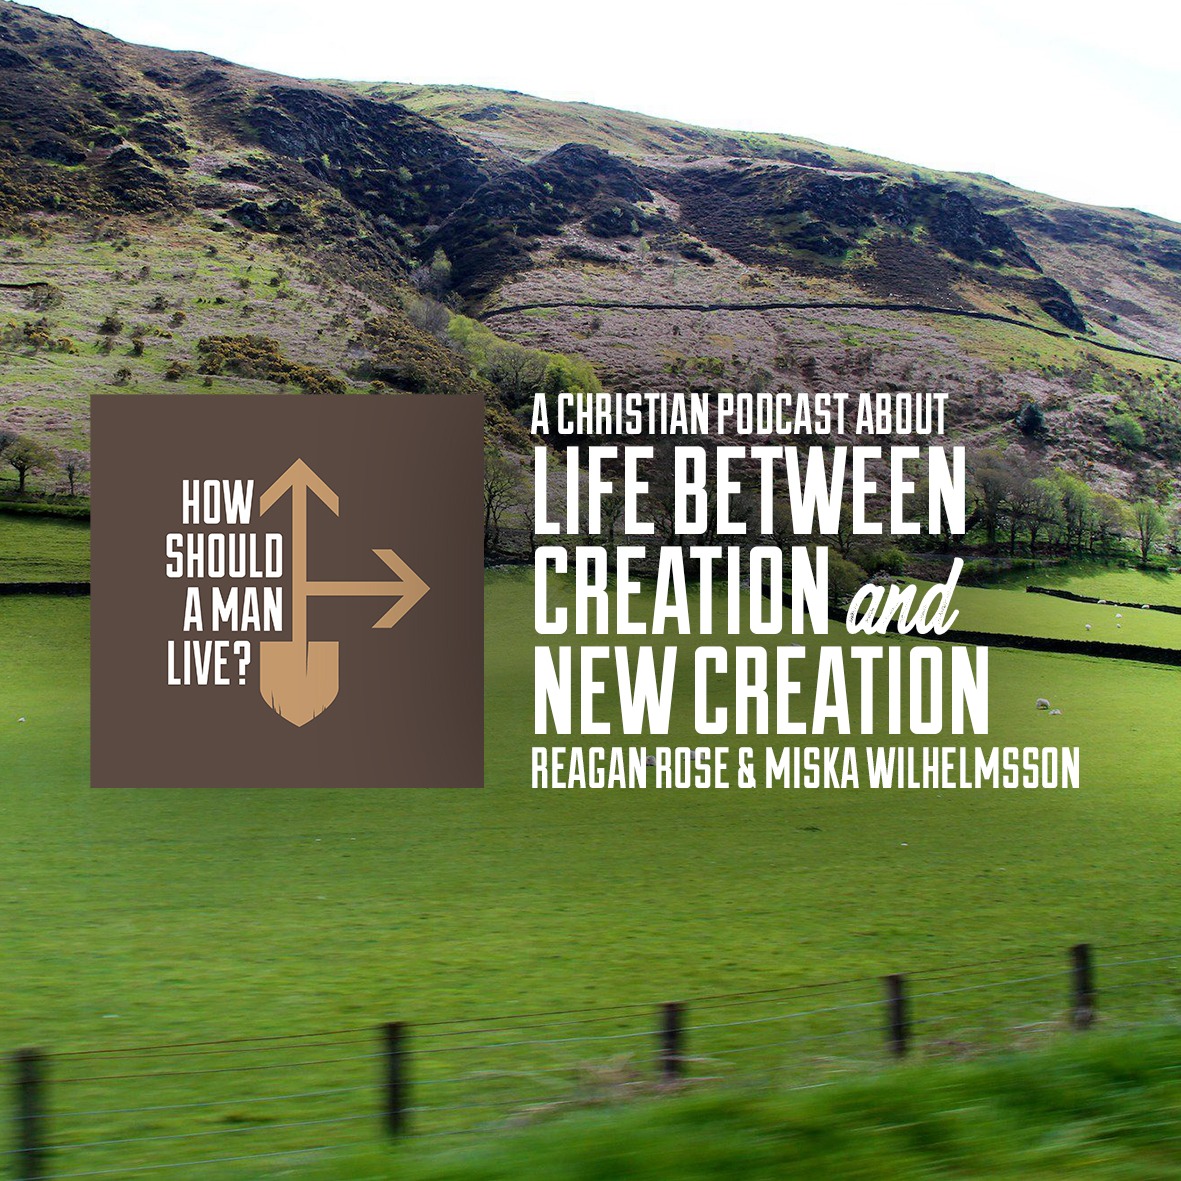 HOW
SHOULD
A MAN
LIVE?
A CHRISTIAN PODCAST ABOUT
LIFE BETWEEN
CREATION and
NEW CREATION
REAGAN ROSE & MISKA WILHELMSSON